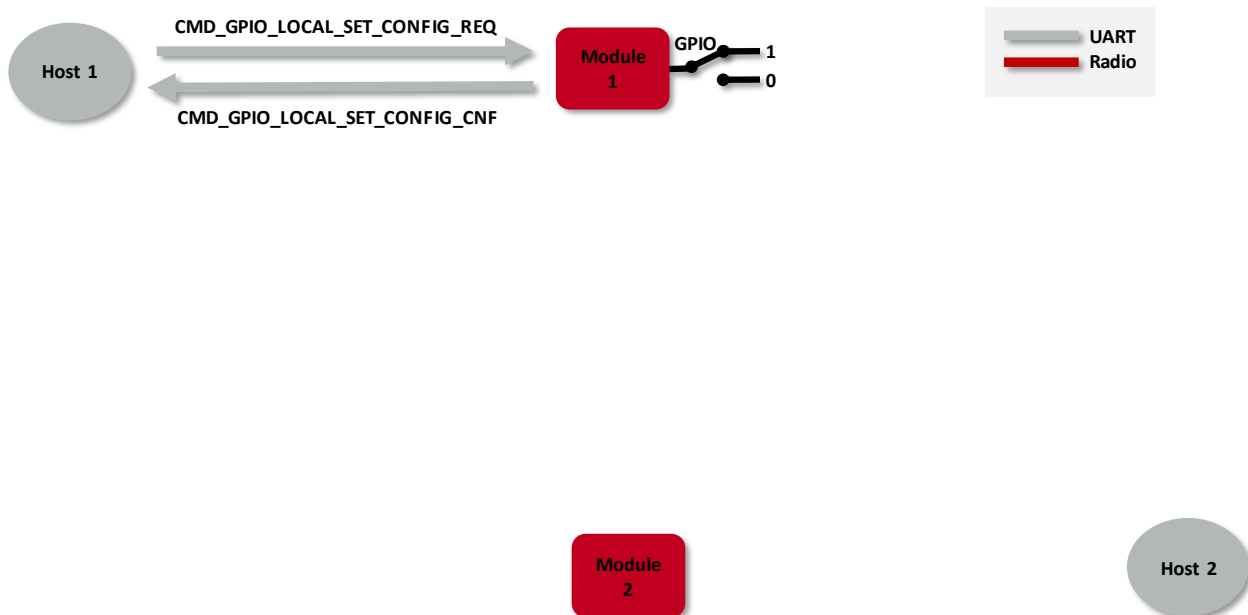 CMD_GPIO_LOCAL_SET_CONFIG_REQ
Host 1
CMD_GPIO_LOCAL_SET_CONFIG_CNF
Module
1
GPIO
1
0
UART
Radio
Module
2
Host 2